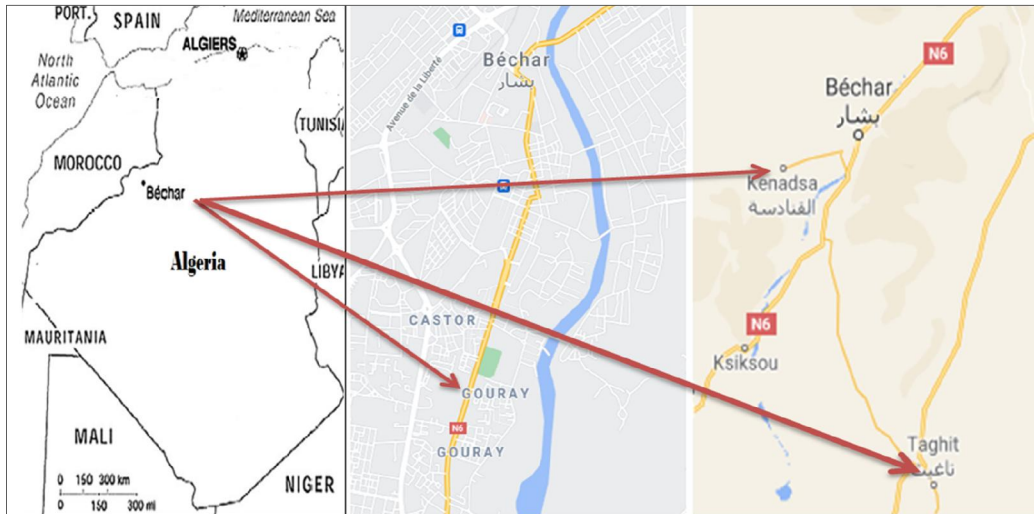 PORT.
SPAIN
Mediterranean Sea
ALGIERS
North
Atlantic
Ocean
(TUNISI
MOROCCO
Béchar
Algeria
LIBYA
MAURITANIA
MALI
NIGER
0 150 300 km
0 150 300 mi
Avenue de la Liberté
Béchar
بشار
CASTOR
GOURAY
N6
GOURAY
N6
Béchar
بشار
Kenadsa
القنادسة
N6
Ksiksou
Taghit
تاغيت